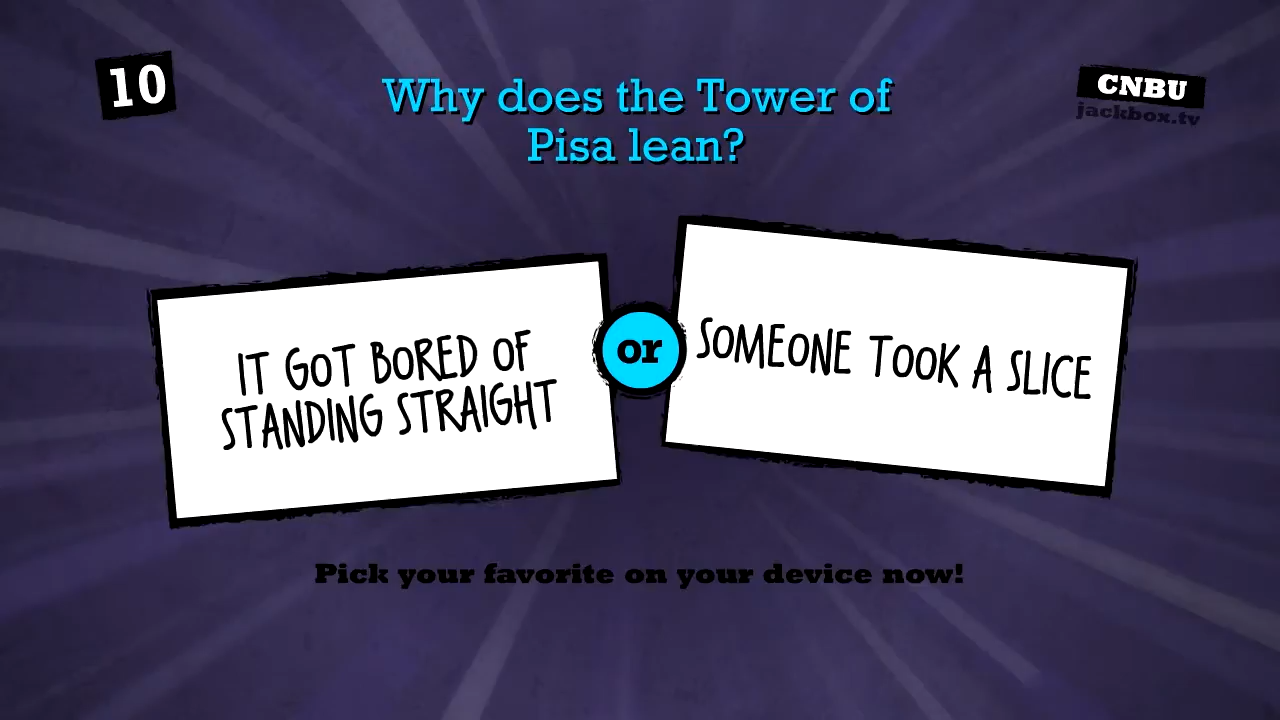 10
Why does the Tower of
Pisa lean?
CNBU
jackbox.tv
IT GOT BORED OF
STANDING STRAIGHT
or
SOMEONE TOOK A SLICE
Pick your favorite on your device now!